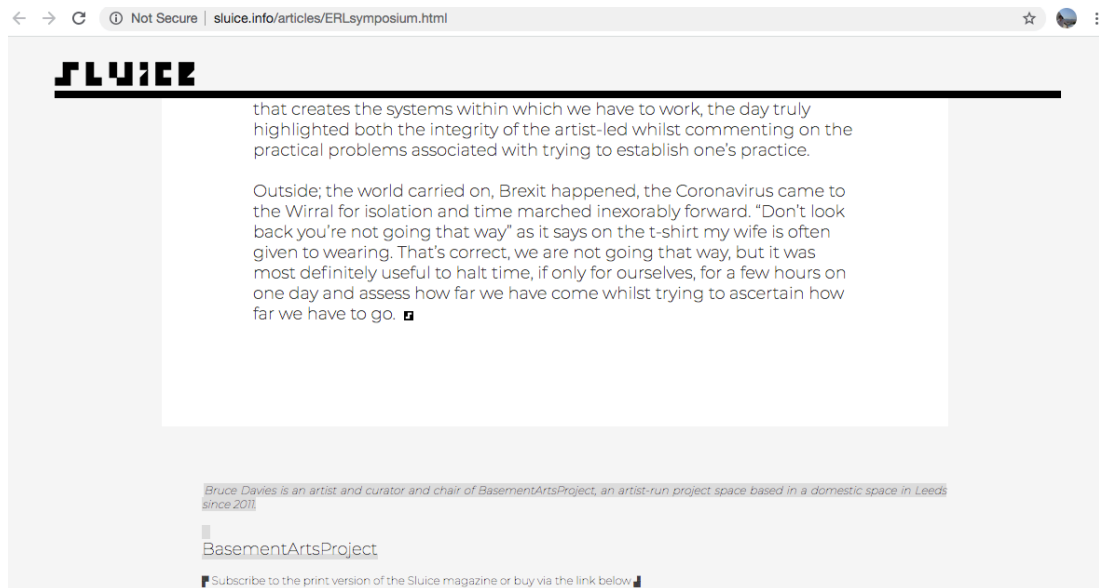 Not Secure sluice.info/articles/ERLsymposium.html
SLUICE
that creates the systems within which we have to work, the day truly
highlighted both the integrity of the artist-led whilst commenting on the
practical problems associated with trying to establish one’s practice.
Outside; the world carried on, Brexit happened, the Coronavirus came to
the Wirral for isolation and time marched inexorably forward. “Don’t look
back you’re not going that way” as it says on the t-shirt my wife is often
given to wearing. That’s correct, we are not going that way, but it was
most definitely useful to halt time, if only for ourselves, for a few hours on
one day and assess how far we have come whilst trying to ascertain how
far we have to go.
Bruce Davies is an artist and curator and chair of BasementArtsProject, an artist-run project space based in a domestic space in Leeds
since 2011.
BasementArtsProject
Subscribe to the print version of the Sluice magazine or buy via the link below